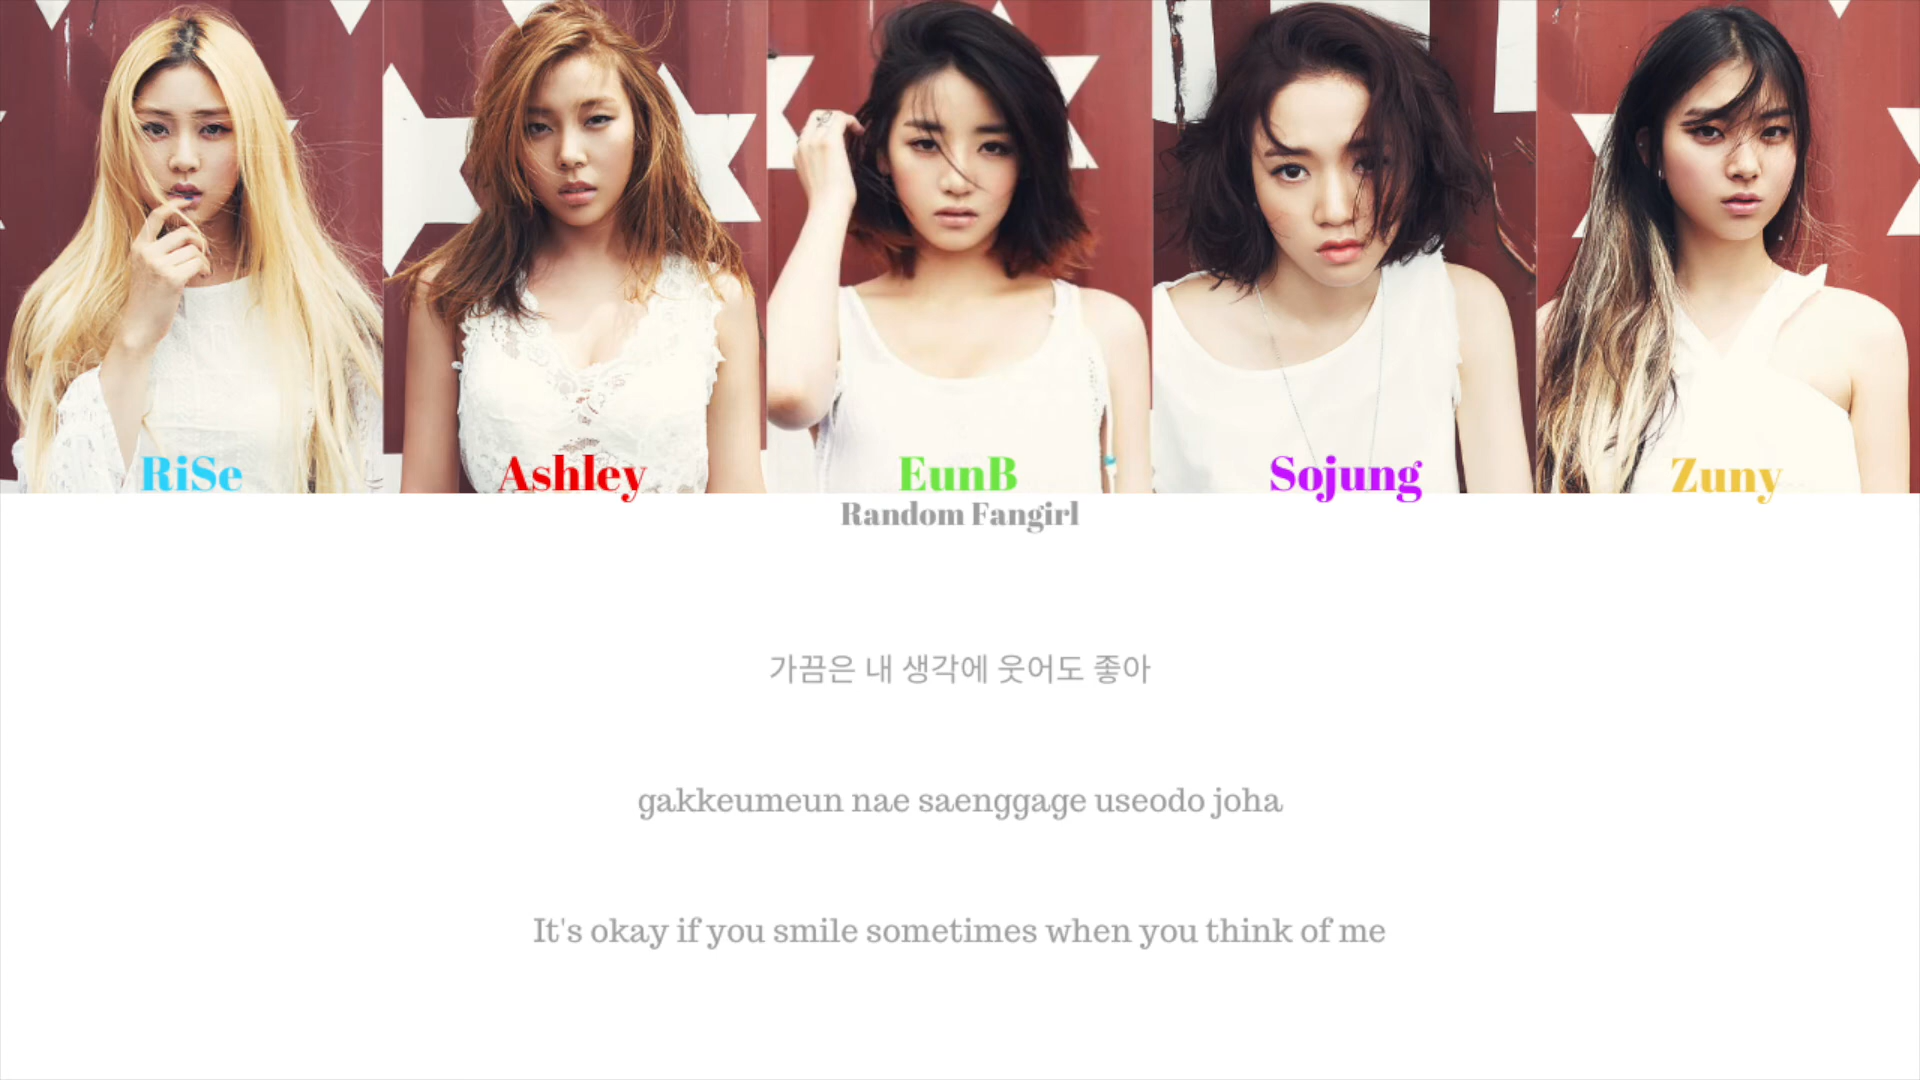 RiSe
Ashley
EunB
Sojung
Zuny
Random Fangirl
가끔은 내 생각에 웃어도 좋아
gakkeumeun nae saenggage useodo joha
It's okay if you smile sometimes when you think of me